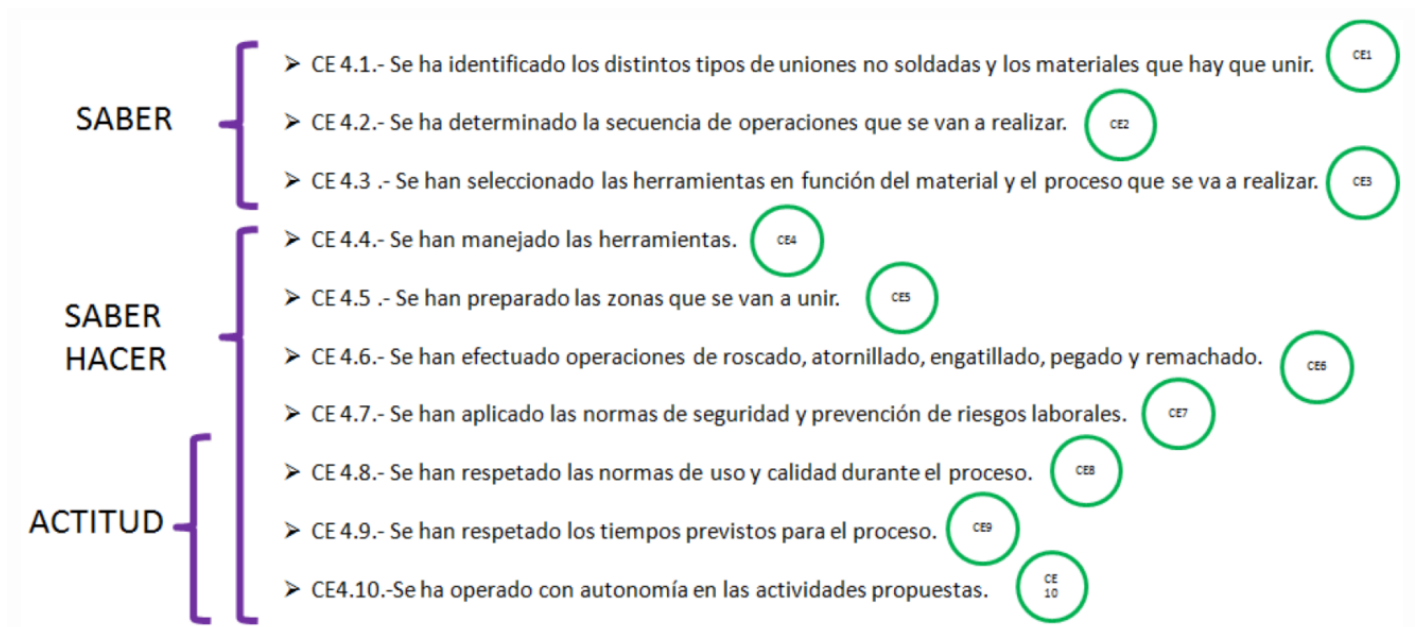 SABER
➢ CE 4.1.- Se ha identificado los distintos tipos de uniones no soldadas y los materiales que hay que unir. CE1
➢ CE 4.2.- Se ha determinado la secuencia de operaciones que se van a realizar. CE2
➢ CE 4.3 .- Se han seleccionado las herramientas en función del material y el proceso que se va a realizar. CE3
SABER
HACER
➢ CE 4.4.- Se han manejado las herramientas. CE4
➢ CE 4.5 .- Se han preparado las zonas que se van a unir. CE5
➢ CE 4.6.- Se han efectuado operaciones de roscado, atornillado, engatillado, pegado y remachado. CE6
➢ CE 4.7.- Se han aplicado las normas de seguridad y prevención de riesgos laborales. CE7
ACTITUD
➢ CE 4.8.- Se han respetado las normas de uso y calidad durante el proceso. CE8
➢ CE 4.9.- Se han respetado los tiempos previstos para el proceso. CE9
➢ CE4.10.-Se ha operado con autonomía en las actividades propuestas. CE
10